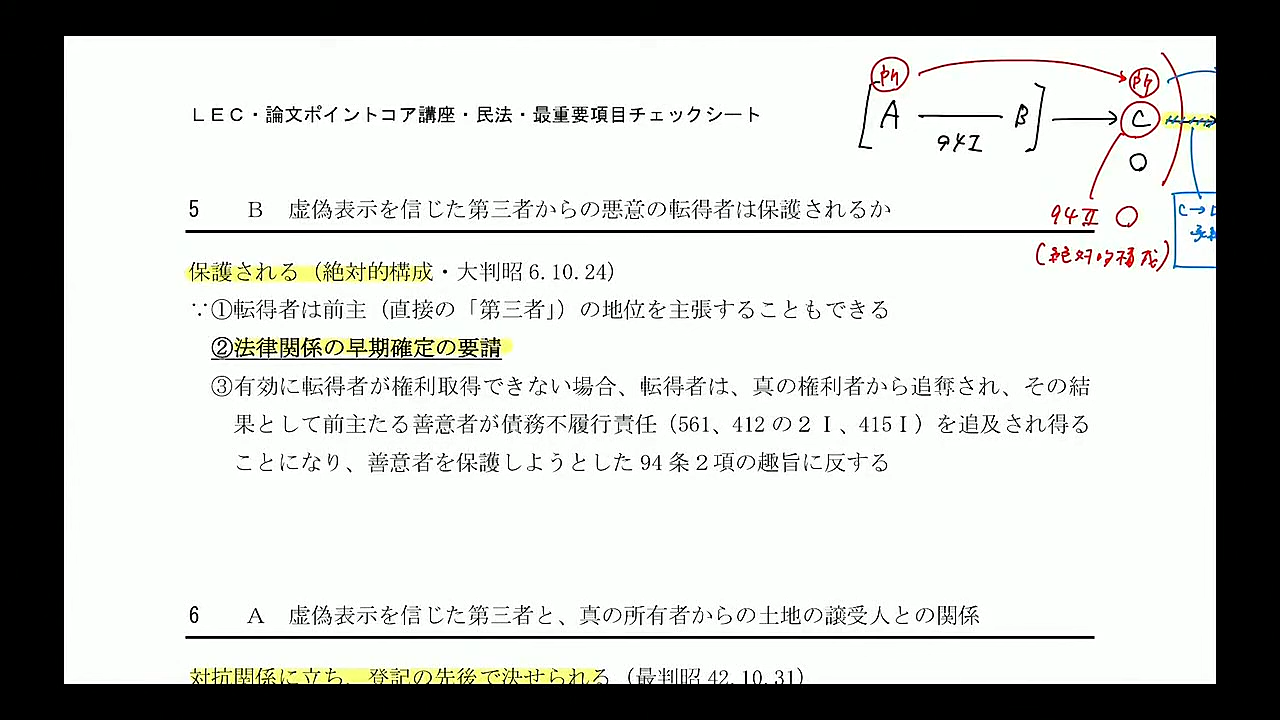 ＬＥＣ・論文ポイントコア講座・民法・最重要項目チェックシート
所
所
A
B
C
94Ⅰ
94Ⅱ ○
(絶対的構成)
C→
5 B 虚偽表示を信じた第三者からの悪意の転得者は保護されるか
保護される（絶対的構成・大判昭6.10.24）
∵①転得者は前主（直接の「第三者」）の地位を主張することもできる
②法律関係の早期確定の要請
③有効に転得者が権利取得できない場合、転得者は、真の権利者から追奪され、その結
果として前主たる善意者が債務不履行責任（561、412の２Ⅰ、415Ⅰ）を追及され得る
ことになり、善意者を保護しようとした94条２項の趣旨に反する
6 A 虚偽表示を信じた第三者と、真の所有者からの土地の譲受人との関係
対抗関係に立ち、登記の先後で決せられる（最判昭42.10.31）